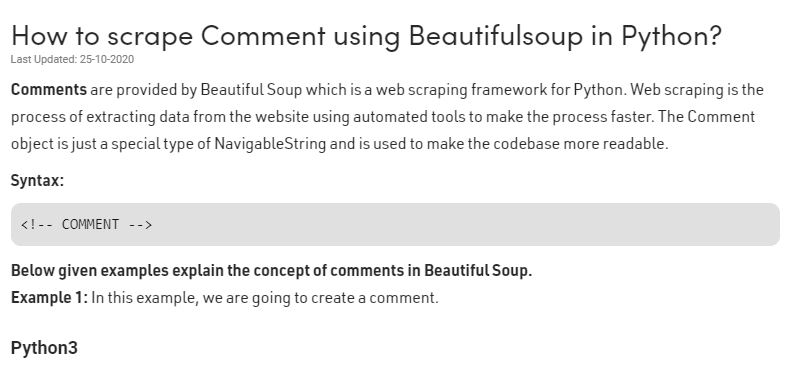 How to scrape Comment using Beautifulsoup in Python?
Last Updated: 25-10-2020
Comments are provided by Beautiful Soup which is a web scraping framework for Python. Web scraping is the
process of extracting data from the website using automated tools to make the process faster. The Comment
object is just a special type of NavigableString and is used to make the codebase more readable.
Syntax:
<!-- COMMENT -->
Below given examples explain the concept of comments in Beautiful Soup.
Example 1: In this example, we are going to create a comment.
Python3